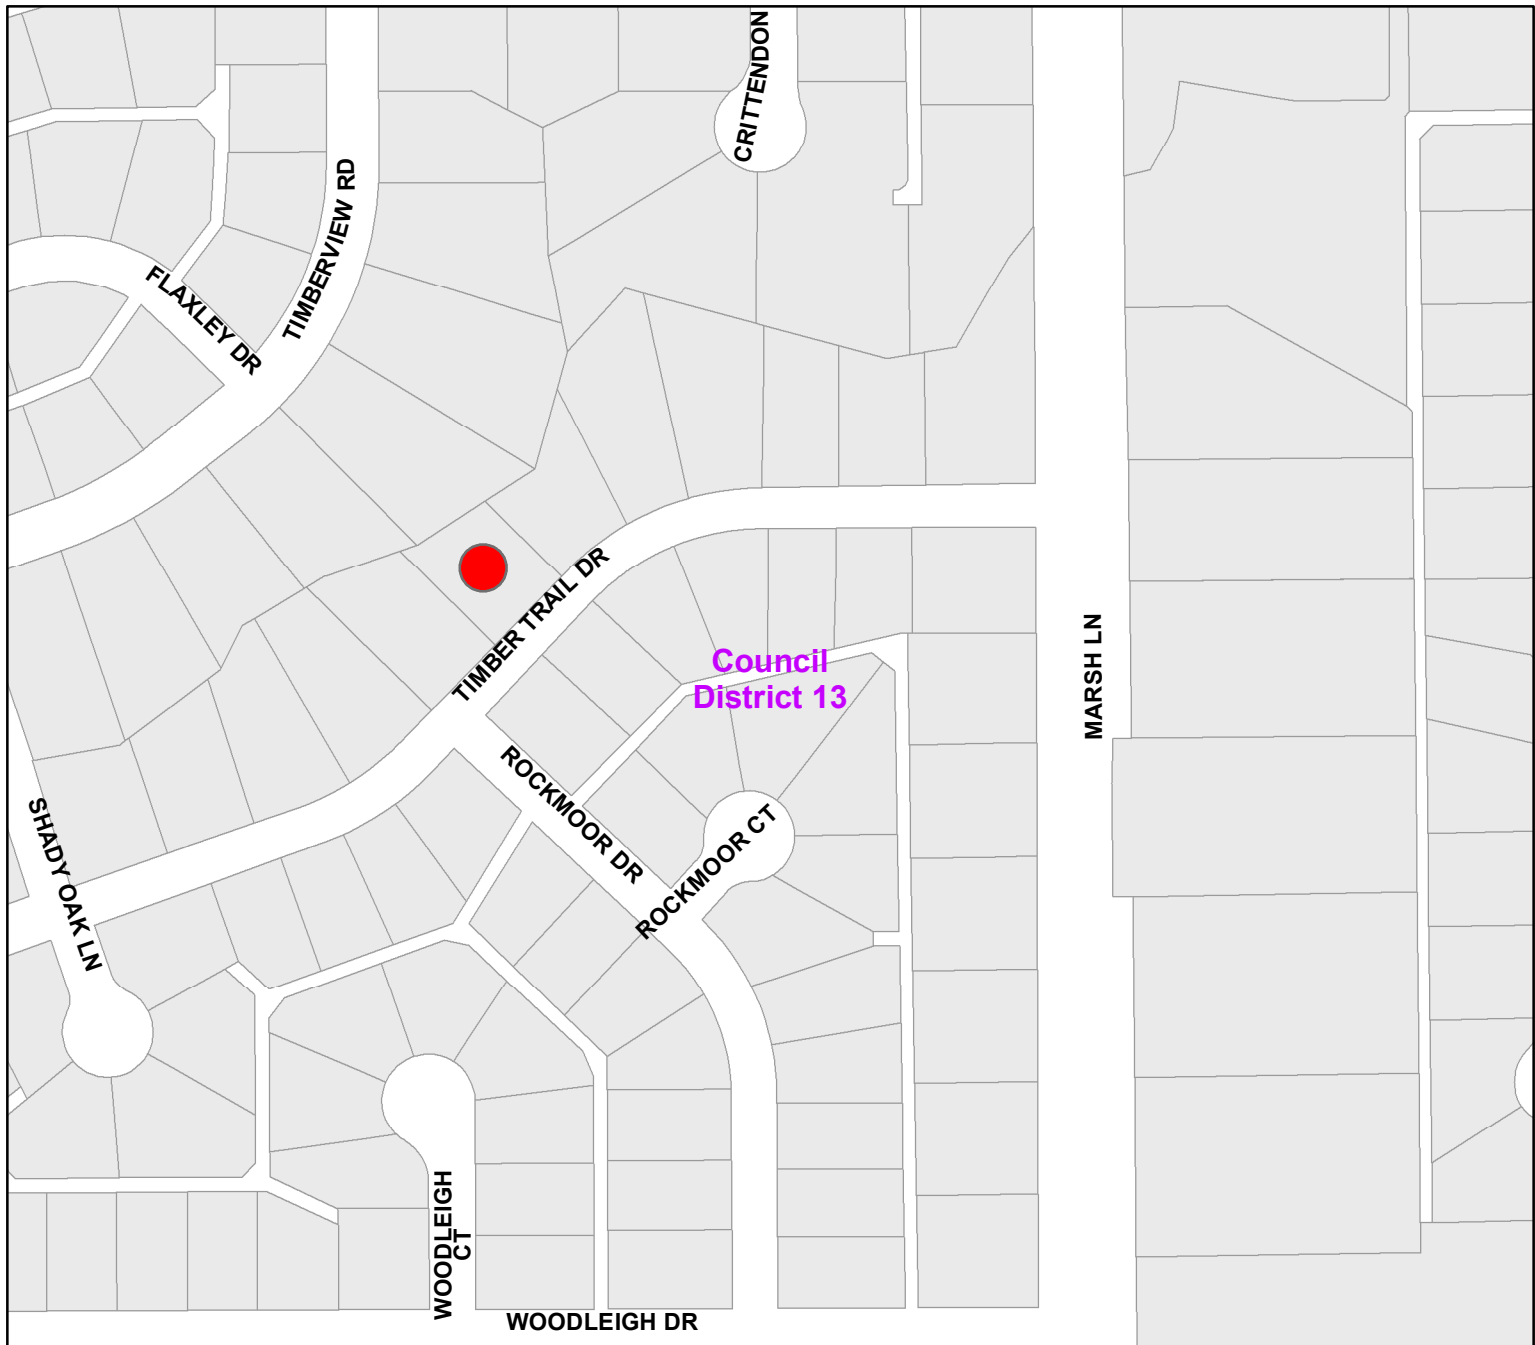 CRITTENDON
TIMBERVIEW RD
FLAXLEY DR
TIMBER TRAIL DR
Council
District 13
MARSH LN
ROCKMOOR DR
ROCKMOOR CT
SHADY OAK LN
WOODLEIGH
CT
WOODLEIGH DR